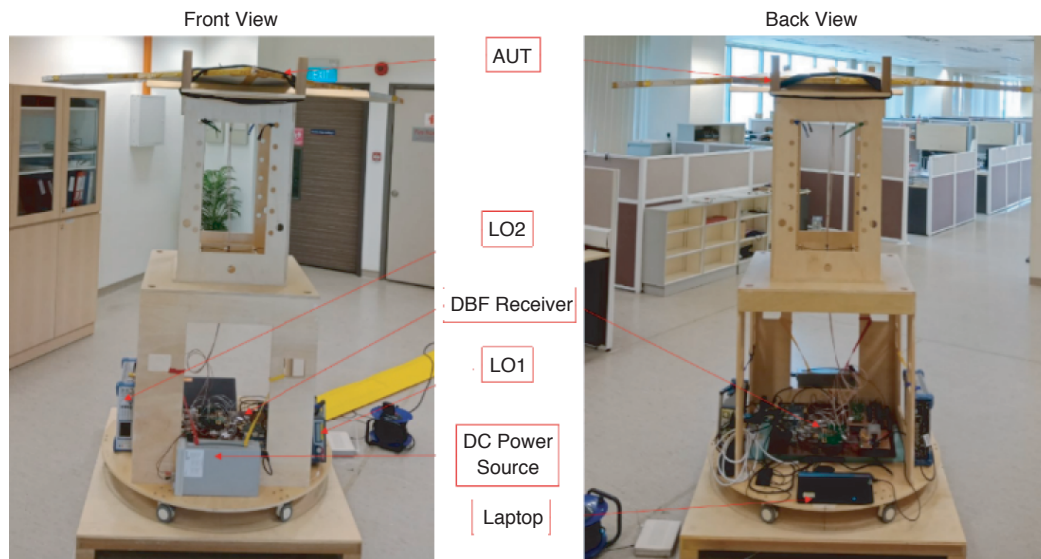 Front View
Back View
AUT
EXIT
LO2
DBF Receiver
LO1
DC Power
Source
Laptop